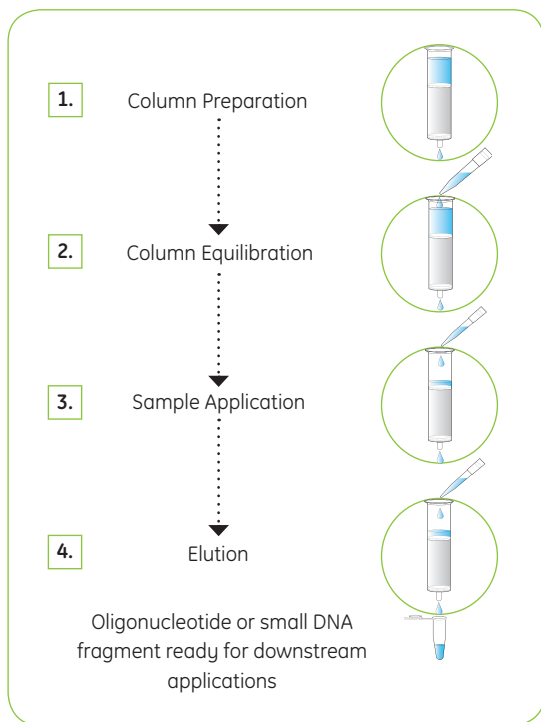 1. Column Preparation
2. Column Equilibration
3. Sample Application
4. Elution
Oligonucleotide or small DNA
fragment ready for downstream
applications